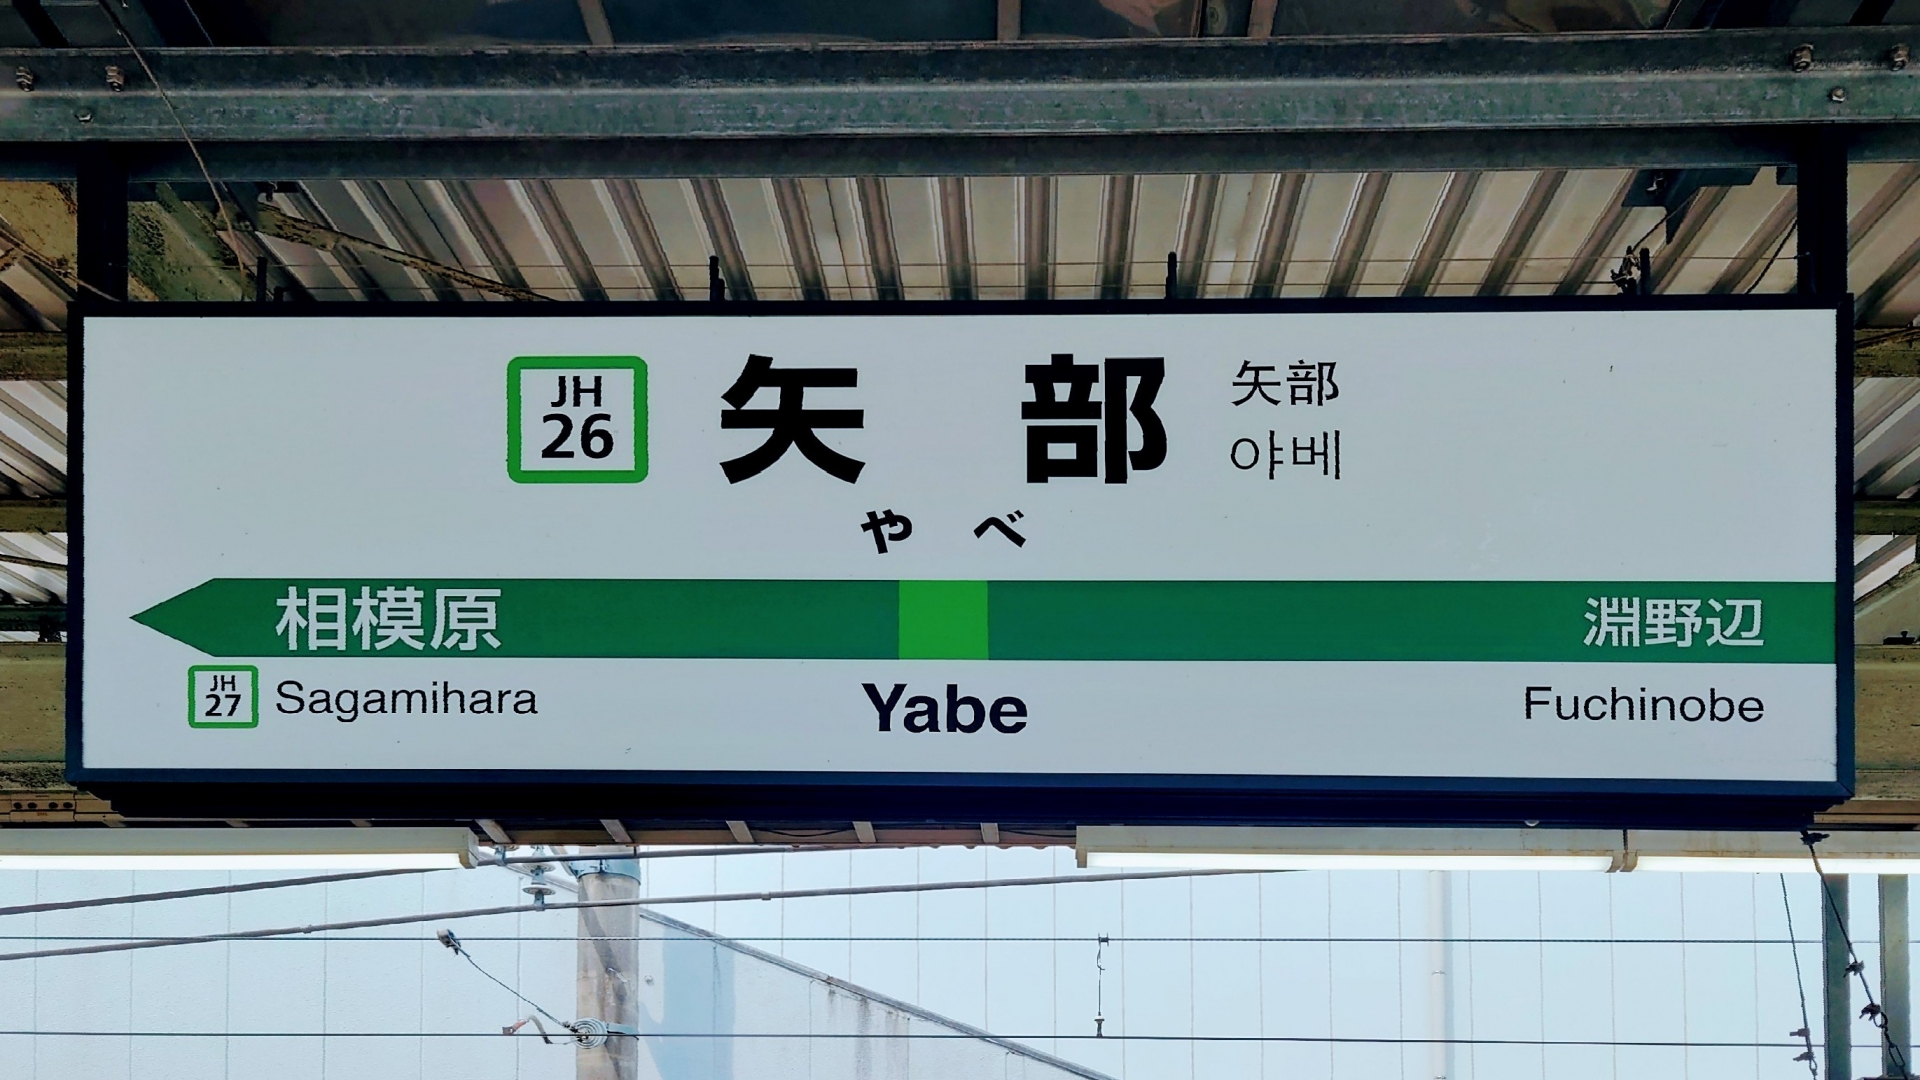 JH
26
矢部
矢部
야베
やべ
相模原
淵野辺
JH
27
Sagamihara
Yabe
Fuchinobe